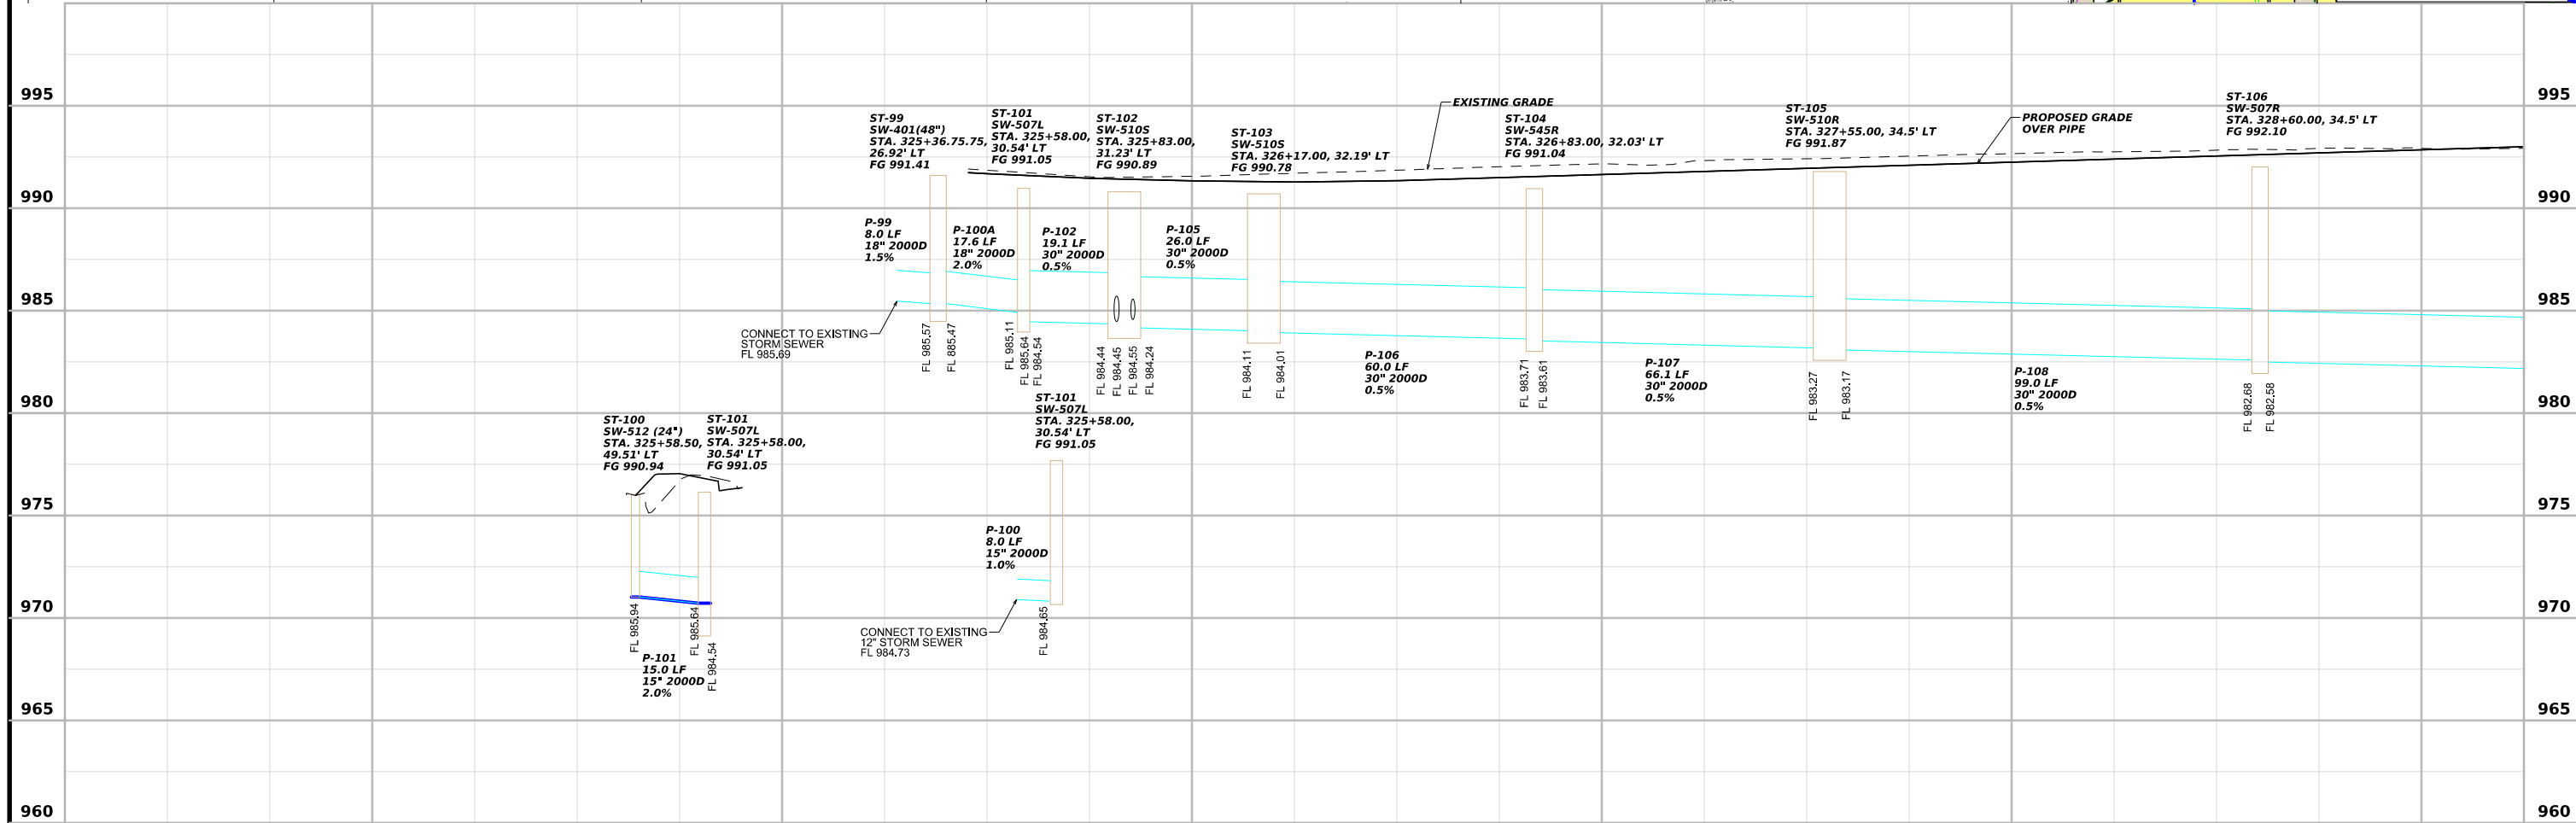 995
990
985
980
975
970
965
960
995
990
985
980
975
970
965
960
ST-99
SW-401(48")
STA. 325+36.75.75,
26.92' LT
FG 991.41
ST-101
SW-507L
STA. 325+58.00,
30.54' LT
FG 991.05
ST-102
SW-510S
STA. 325+83.00,
31.23' LT
FG 990.89
ST-103
SW-510S
STA. 326+17.00, 32.19' LT
FG 990.78
EXISTING GRADE
ST-104
SW-545R
STA. 326+83.00, 32.03' LT
FG 991.04
ST-105
SW-510R
STA. 327+55.00, 34.5' LT
FG 991.87
PROPOSED GRADE
OVER PIPE
ST-106
SW-507R
STA. 328+60.00, 34.5' LT
FG 992.10
P-99
8.0 LF
18" 2000D
1.5%
P-100A
17.6 LF
18" 2000D
2.0%
P-102
19.1 LF
30" 2000D
0.5%
P-105
26.0 LF
30" 2000D
0.5%
CONNECT TO EXISTING
STORM SEWER
FL 985.69
FL 985.57
FL 885.47
FL 985.11
FL 985.64
FL 984.54
FL 984.44
FL 984.45
FL 984.55
FL 984.24
FL 984.11
FL 984.01
P-106
60.0 LF
30" 2000D
0.5%
FL 983.71
FL 983.61
P-107
66.1 LF
30" 2000D
0.5%
FL 983.27
FL 983.17
P-108
99.0 LF
30" 2000D
0.5%
FL 982.68
FL 982.58
ST-100
SW-512 (24")
STA. 325+58.50,
49.51' LT
FG 990.94
ST-101
SW-507L
STA. 325+58.00,
30.54' LT
FG 991.05
FL 985.94
FL 985.64
FL 984.54
P-101
15.0 LF
15" 2000D
2.0%
ST-101
SW-507L
STA. 325+58.00,
30.54' LT
FG 991.05
P-100
8.0 LF
15" 2000D
1.0%
CONNECT TO EXISTING
12" STORM SEWER
FL 984.73
FL 984.65